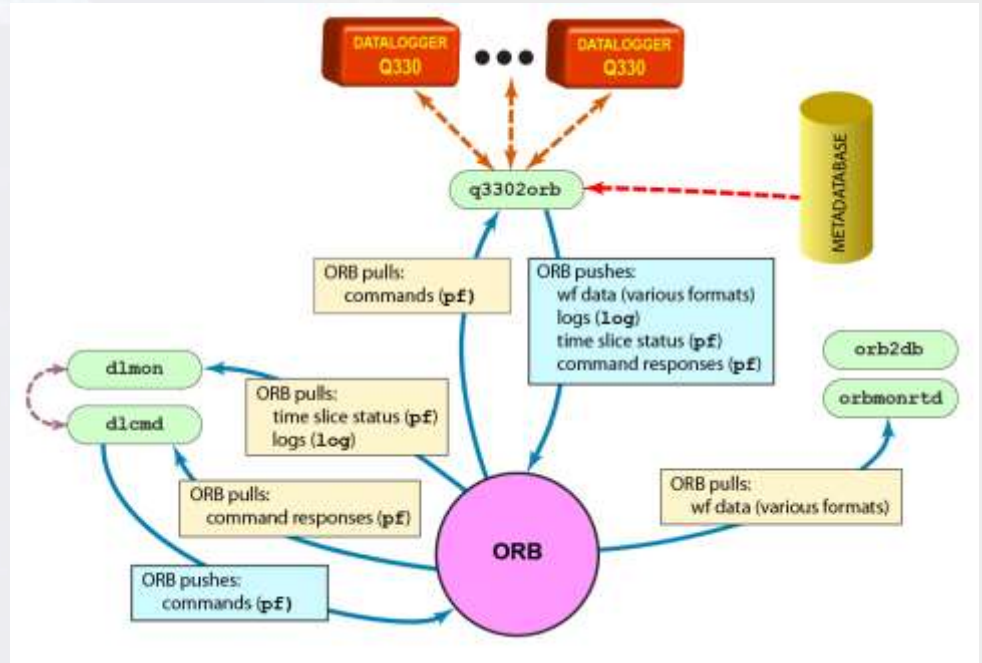 DATALOGGER
Q330
DATALOGGER
Q330
METADATABASE
q3302orb
ORB pulls:
commands (pf)
ORB pushes:
wf data (various formats)
logs (log)
time slice status (pf)
command responses (pf)
orb2db
orbmonrtd
dlmon
dlcmd
ORB pulls:
time slice status (pf)
logs (log)
ORB pulls:
command responses (pf)
ORB pulls:
wf data (various formats)
ORB
ORB pushes:
commands (pf)